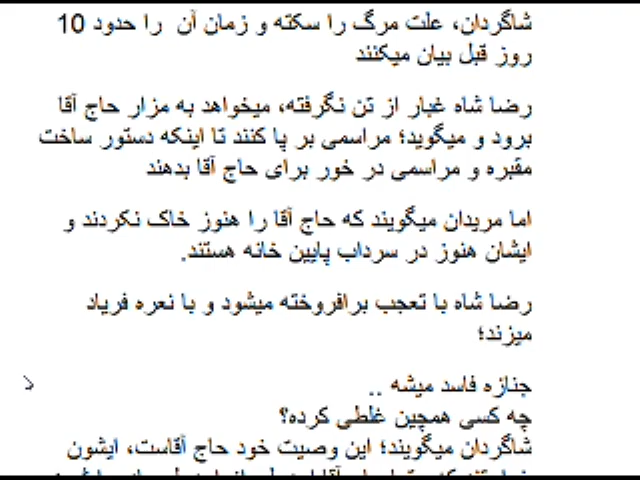 شاگردان، علت مرگ را سکته و زمان آن را حدود 10
روز قبل بیان میکنند
رضا شاه غبار از تن نگرفته، میخواهد به مزار حاج آقا
برود و میگوید؛ مراسمی بر پا کنند تا اینکه دستور ساخت
مقبره و مراسمی در خور برای حاج آقا بدهند
اما مریدان میگویند که حاج آقا را هنوز خاک نکردند و
ایشان هنوز در سرداب پایین خانه هستند.
رضا شاه با تعجب برافروخته میشود و با نعره فریاد
میزند؛
جنازه فاسد میشه ..
چه کسی همچین غلطی کرده؟
شاگردان میگویند؛ این وصیت خود حاج آقاست، ایشون